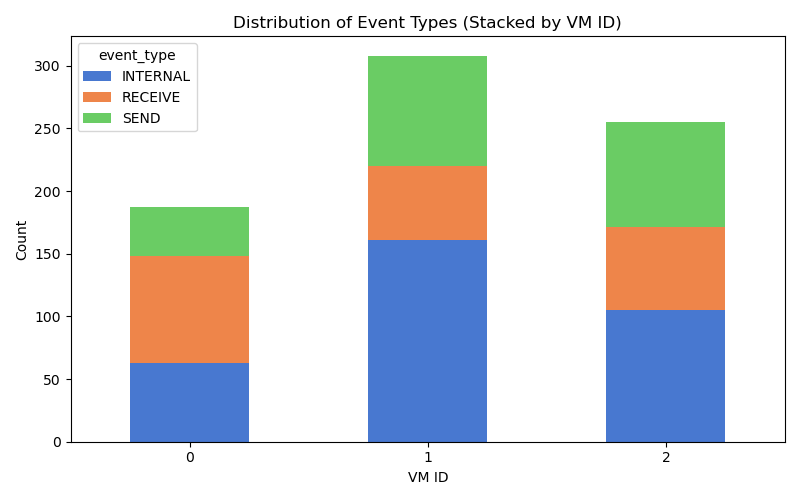 Distribution of Event Types (Stacked by VM ID)
event_type
INTERNAL
RECEIVE
SEND
300
250
200
150
100
50
0
Count
0 1 2
VM ID